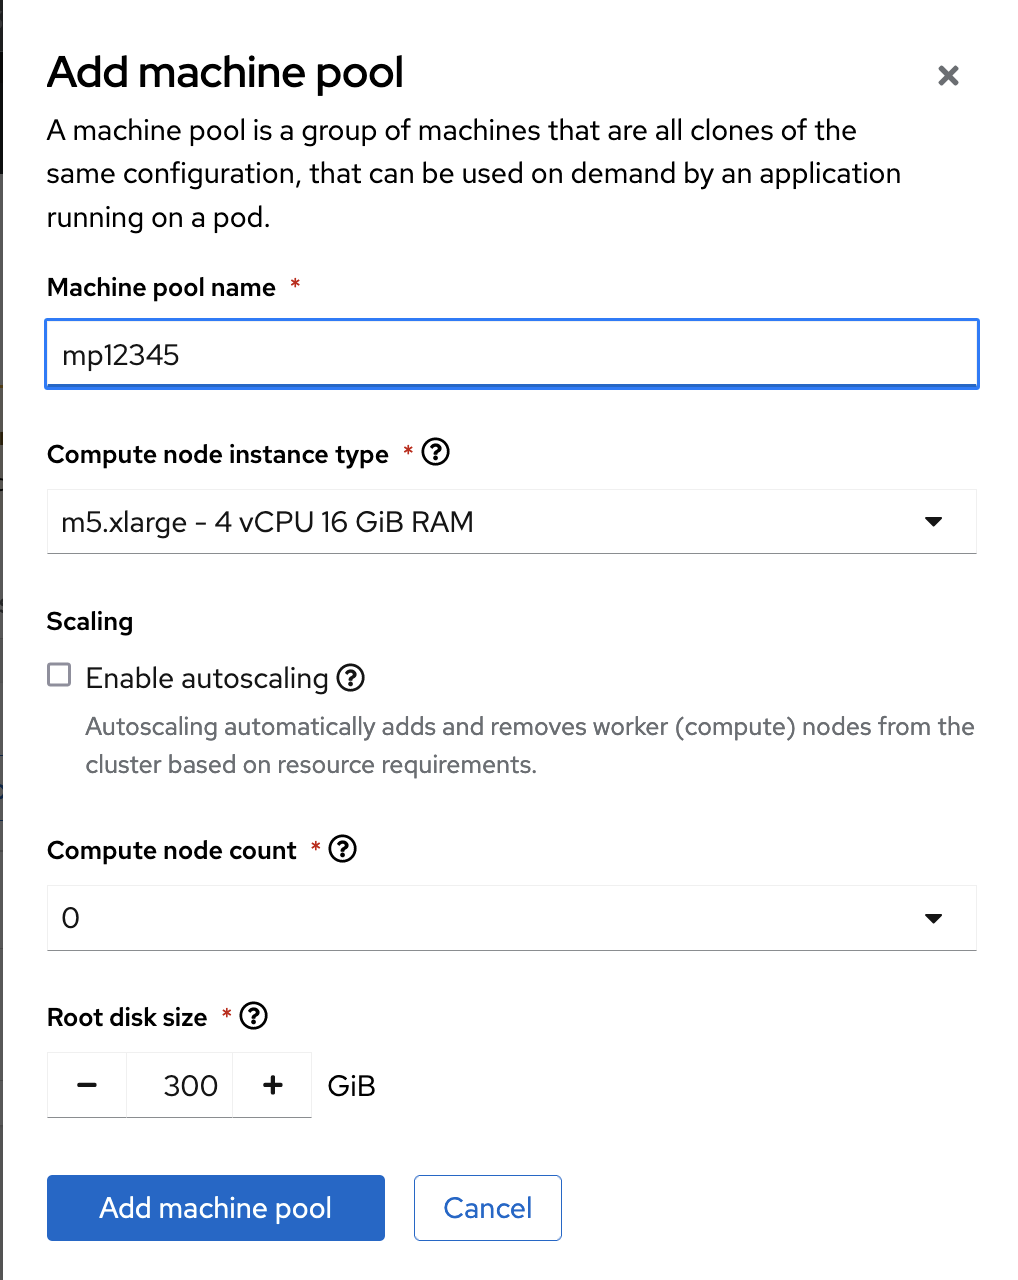 Add machine pool
A machine pool is a group of machines that are all clones of the
same configuration, that can be used on demand by an application
running on a pod.
Machine pool name *
mp12345
Compute node instance type *
m5.xlarge - 4 vCPU 16 GiB RAM
Scaling
Enable autoscaling
Autoscaling automatically adds and removes worker (compute) nodes from the
cluster based on resource requirements.
Compute node count *
0
Root disk size *
300 GiB
Add machine pool Cancel